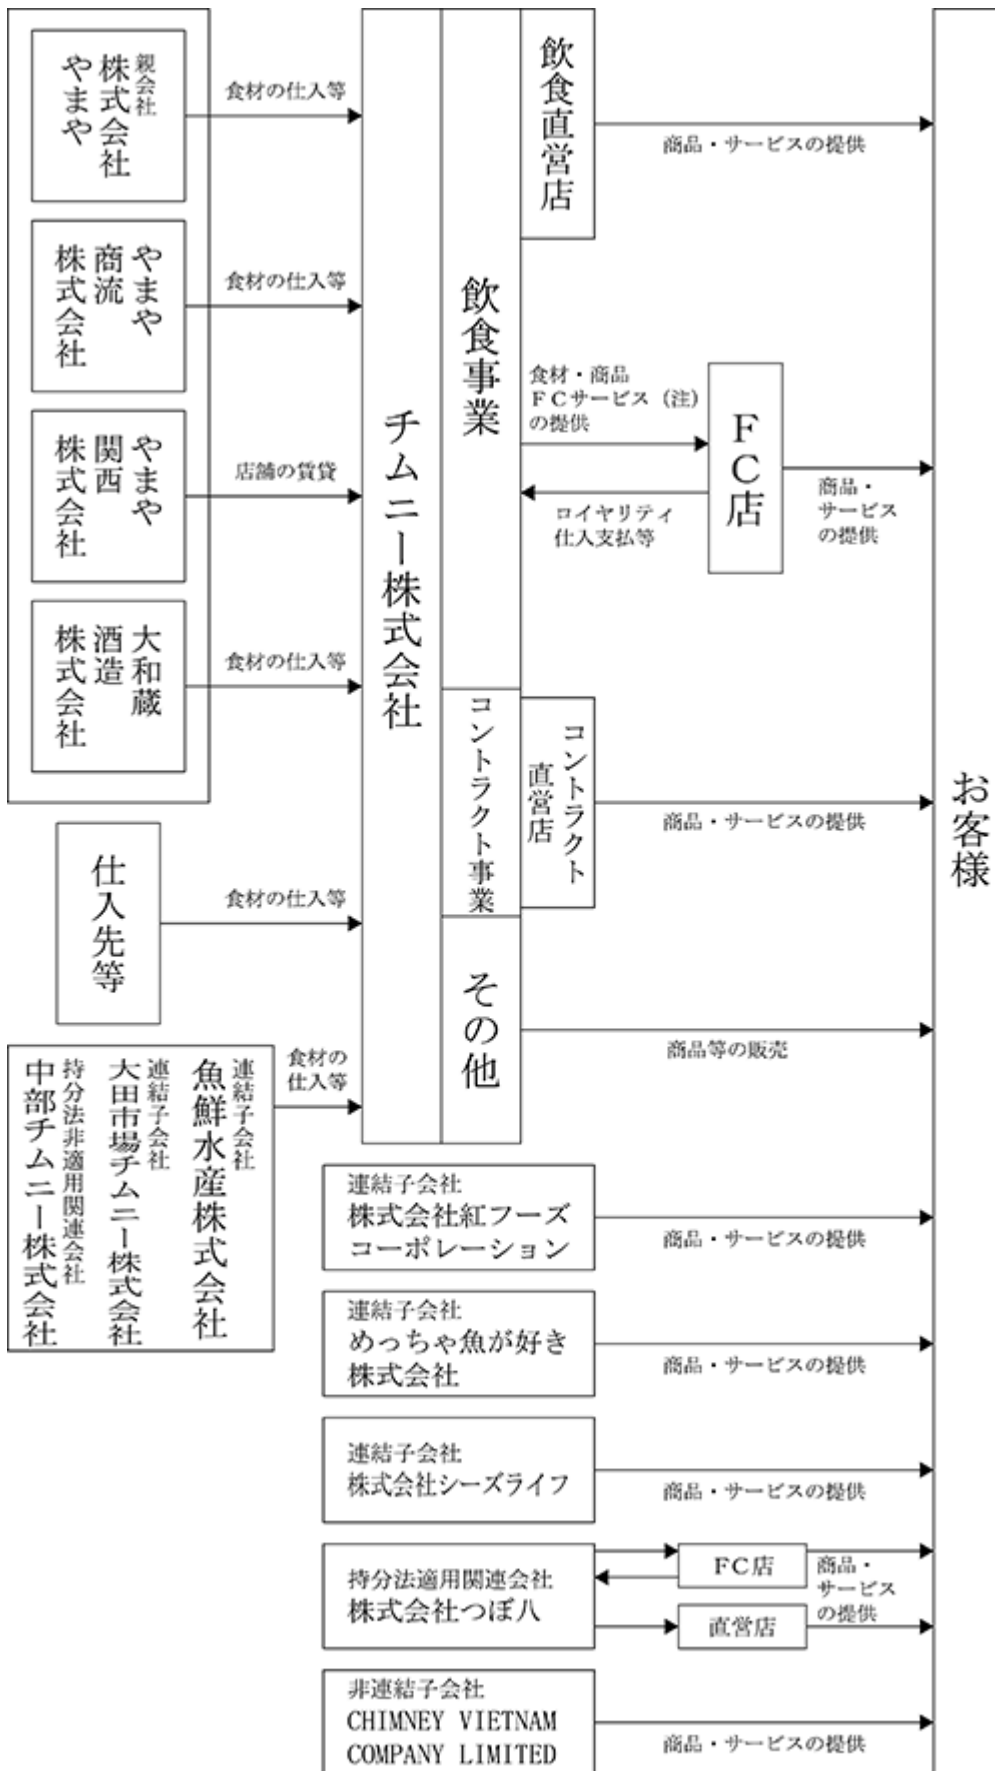 親会社
株式会社
やまや
食材の仕入等
やまや
商流
株式会社
食材の仕入等
やまや
関西
株式会社
店舗の賃貸
大和蔵
酒造
株式会社
食材の仕入等
仕入先等
食材の仕入等
連結子会社
魚鮮水産株式会社
連結子会社
大田市場チムニー株式会社
持分法非適用関連会社
中部チムニー株式会社
食材の
仕入等
チムニー株式会社
飲食事業
飲食直営店
商品・サービスの提供
食材・商品
FCサービス（注）
の提供
ロイヤリティ
仕入支払等
FC店
商品・
サービス
の提供
コントラクト事業
コントラクト
直営店
商品・サービスの提供
その他
商品等の販売
連結子会社
株式会社紅フーズ
コーポレーション
商品・サービスの提供
連結子会社
めっちゃ魚が好き
株式会社
商品・サービスの提供
連結子会社
株式会社シーズライフ
商品・サービスの提供
持分法適用関連会社
株式会社つぼ八
FC店
直営店
商品・
サービス
の提供
非連結子会社
CHIMNEY VIETNAM
COMPANY LIMITED
商品・サービスの提供
お客様